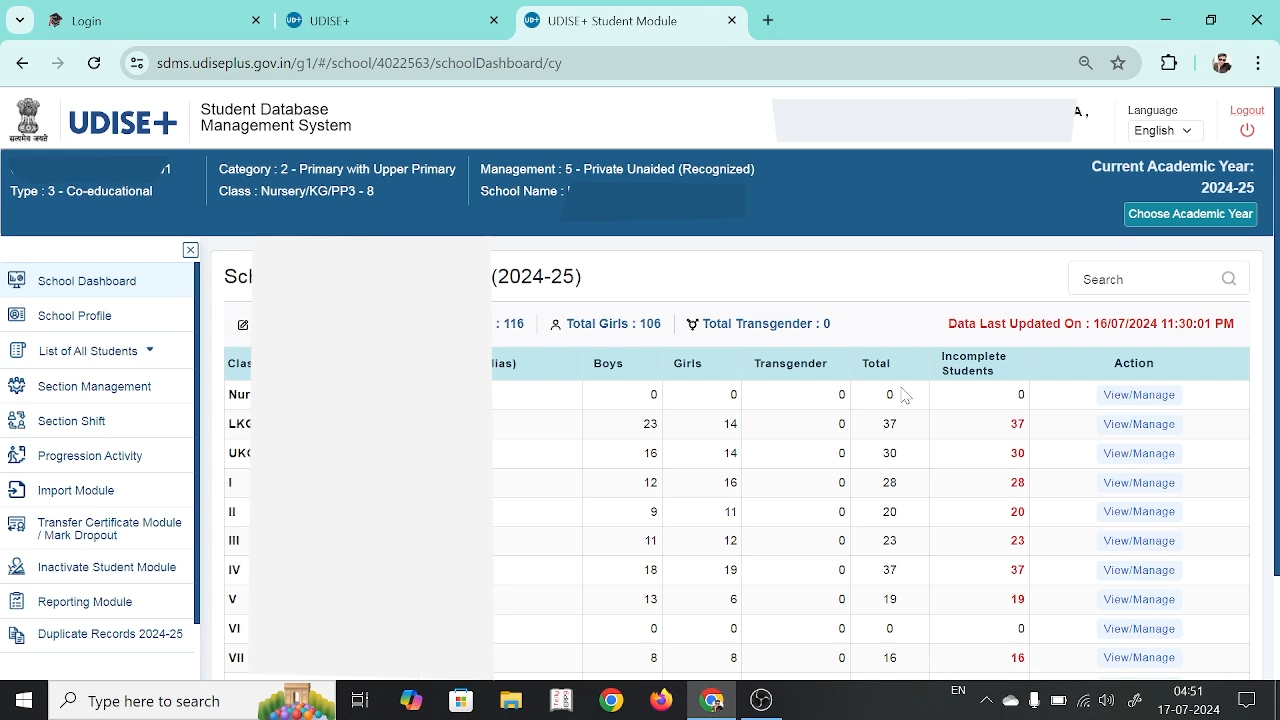 Login
UDISE+
UDISE+ Student Module
sdms.udiseplus.gov.in/g1/#/school/4022563/schoolDashboard/cy
सत्यमेव जयते
UDISE+
Student Database
Management System
A ,
Language
English
Logout
Type : 3 - Co-educational
Category : 2 - Primary with Upper Primary
Class : Nursery/KG/PP3 - 8
Management : 5 - Private Unaided (Recognized)
School Name :
Current Academic Year:
2024-25
Choose Academic Year
School Dashboard
School Profile
List of All Students
Section Management
Section Shift
Progression Activity
Import Module
Transfer Certificate Module
/ Mark Dropout
Inactivate Student Module
Reporting Module
Duplicate Records 2024-25
(2024-25)
Search
: 116 Total Girls : 106 Total Transgender : 0 Data Last Updated On : 16/07/2024 11:30:01 PM
Boys Girls Transgender Total Incomplete Students Action
0 0 0 0 0 View/Manage
23 14 0 37 37 View/Manage
16 14 0 30 30 View/Manage
I 12 16 0 28 28 View/Manage
II 9 11 0 20 20 View/Manage
III 11 12 0 23 23 View/Manage
IV 18 19 0 37 37 View/Manage
V 13 6 0 19 19 View/Manage
VI 0 0 0 0 0 View/Manage
VII 8 8 0 16 16 View/Manage
Type here to search
EN
04:51
17-07-2024